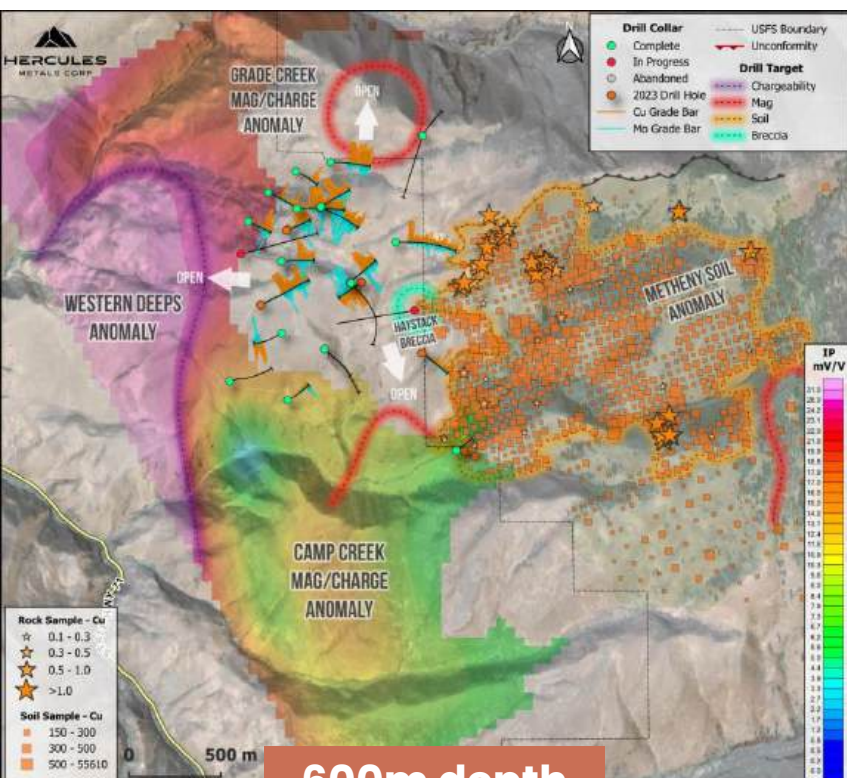 HERCULES
METALS CORP
GRADE CREEK
MAG/CHARGE
ANOMALY
OPEN
N
Drill Collar
Complete
In Progress
Abandoned
2023 Drill Hole
Cu Grade Bar
Mo Grade Bar
USFS Boundary
Unconformity
Drill Target
Chargeability
Mag
Soil
Breccia
OPEN
WESTERN DEEPS
ANOMALY
METHENY SOIL
ANOMALY
HAYSTACK
BRECCIA
OPEN
IP
mV/V
CAMP CREEK
MAG/CHARGE
ANOMALY
Rock Sample - Cu
0.1 - 0.3
0.3 - 0.5
0.5 - 1.0
>1.0
Soil Sample - Cu
150 - 300
300 - 500
500 - 55610
0 500 m
600m depth